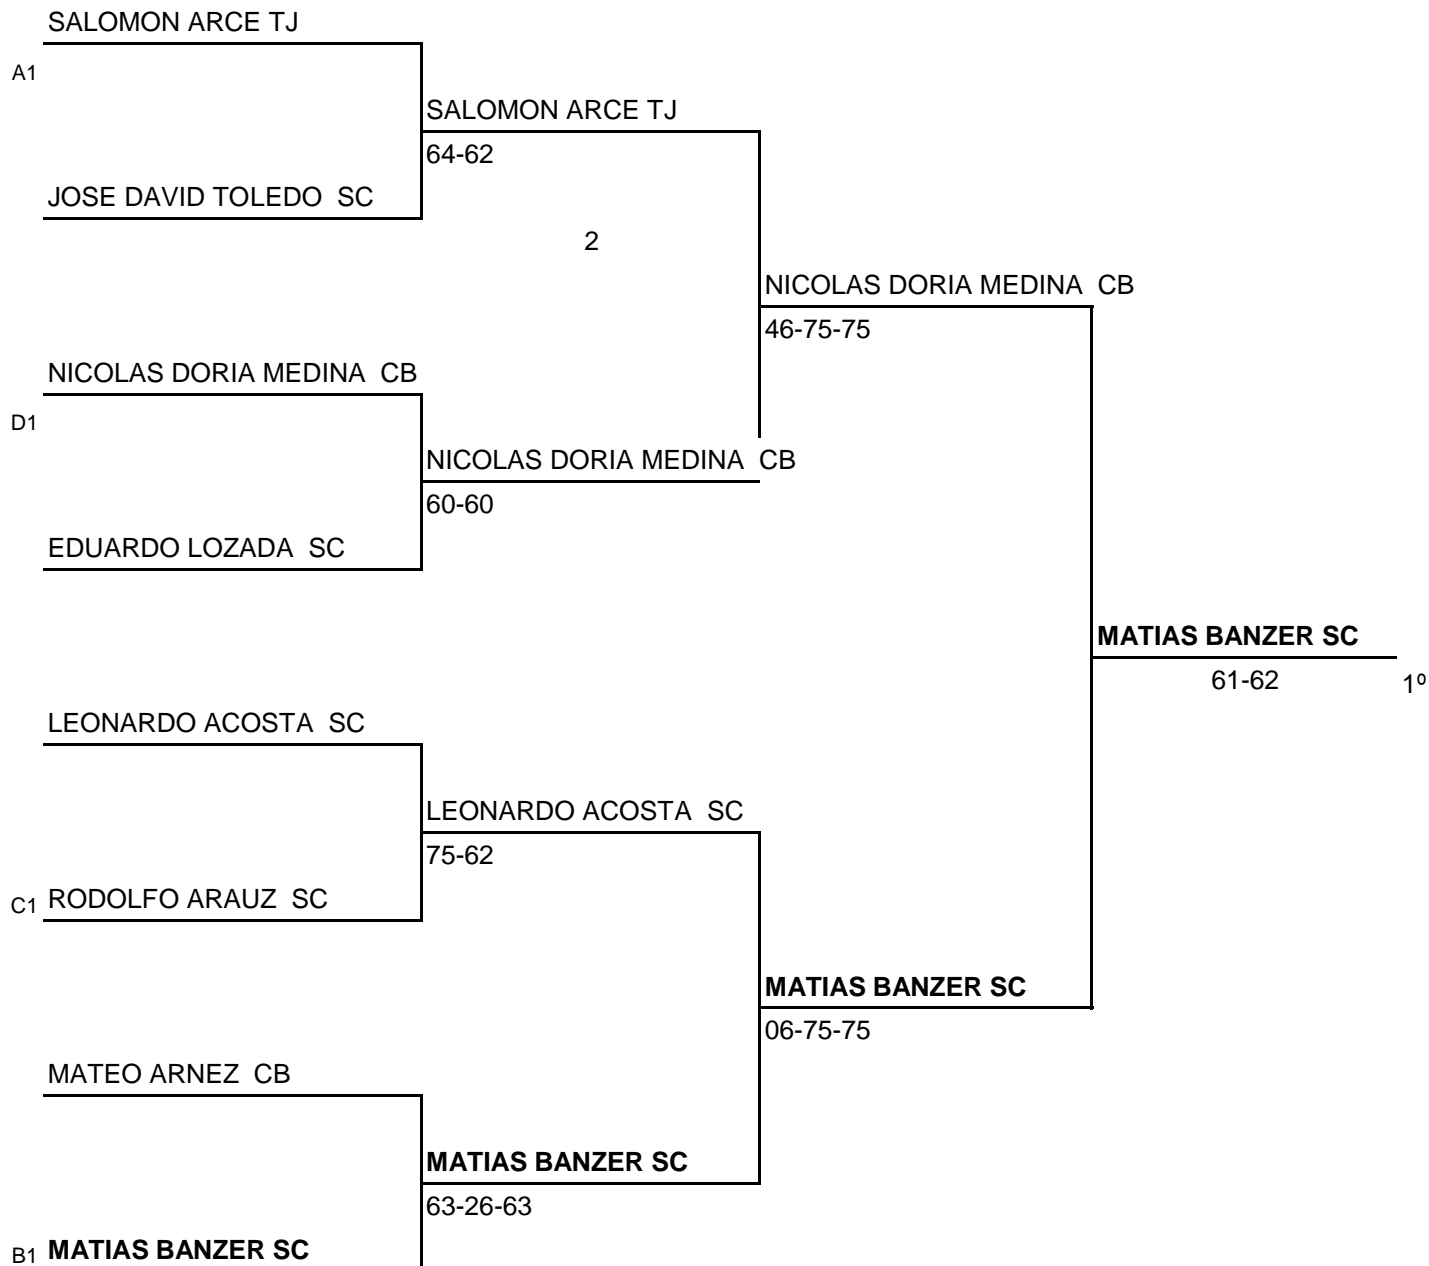 SALOMON ARCE TJ
A1
SALOMON ARCE TJ
64-62
JOSE DAVID TOLEDO  SC
2
NICOLAS DORIA MEDINA  CB
46-75-75
NICOLAS DORIA MEDINA  CB
D1
NICOLAS DORIA MEDINA  CB
60-60
EDUARDO LOZADA  SC
MATIAS BANZER SC
61-62 1º
LEONARDO ACOSTA  SC
LEONARDO ACOSTA  SC
75-62
C1 RODOLFO ARAUZ  SC
MATIAS BANZER SC
06-75-75
MATEO ARNEZ  CB
MATIAS BANZER SC
63-26-63
B1 MATIAS BANZER SC